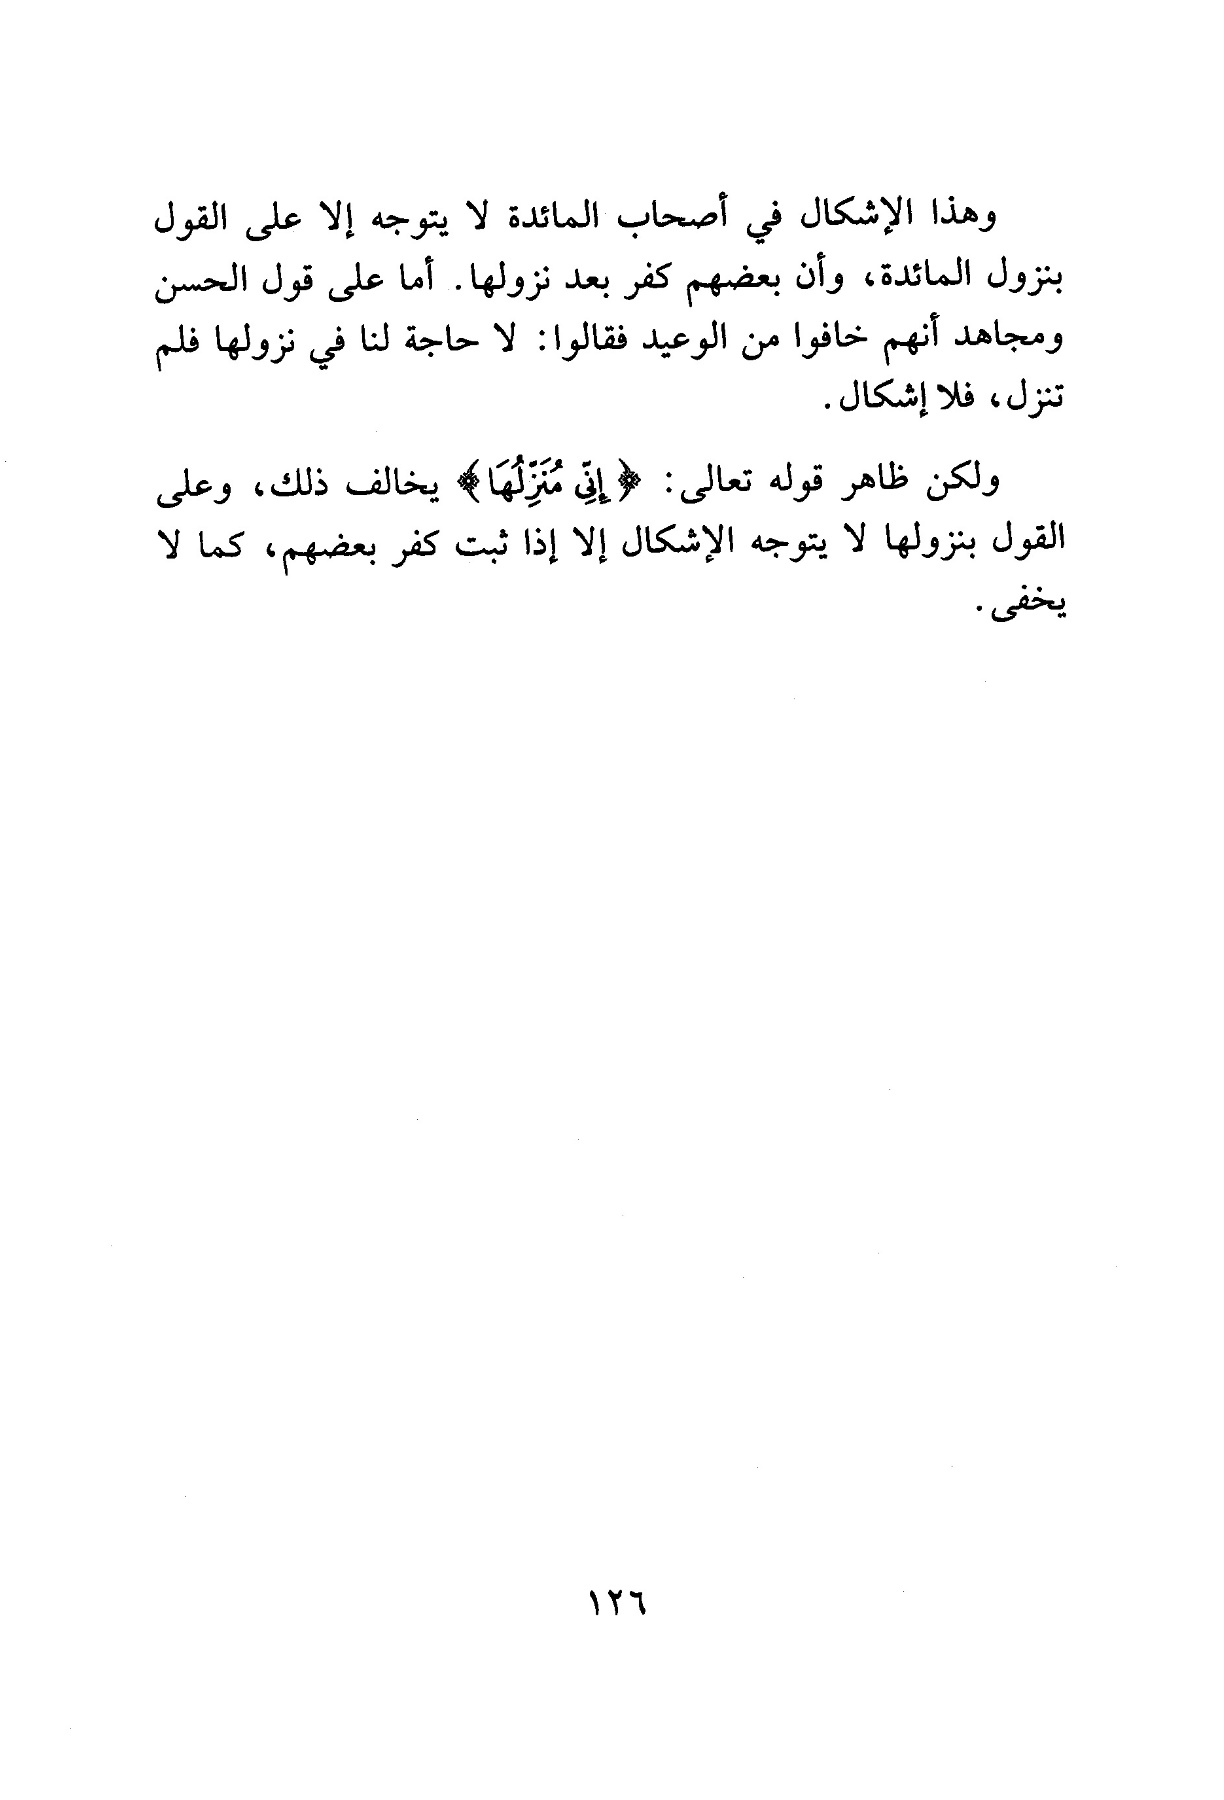 وهذا الإشكال في أصحاب المائدة لا يتوجه إلا على القول
بنزول المائدة، وأن بعضهم كفر بعد نزولها. أما على قول الحسن
ومجاهد أنهم خافوا من الوعيد فقالوا: لا حاجة لنا في نزولها فلم
تنزل، فلا إشكال.
ولكن ظاهر قوله تعالى: ﴿إِنِّي مُنَزِّلُهَا﴾ يخالف ذلك، وعلى
القول بنزولها لا يتوجه الإشكال إلا إذا ثبت كفر بعضهم، كما لا
يخفى.
١٢٦